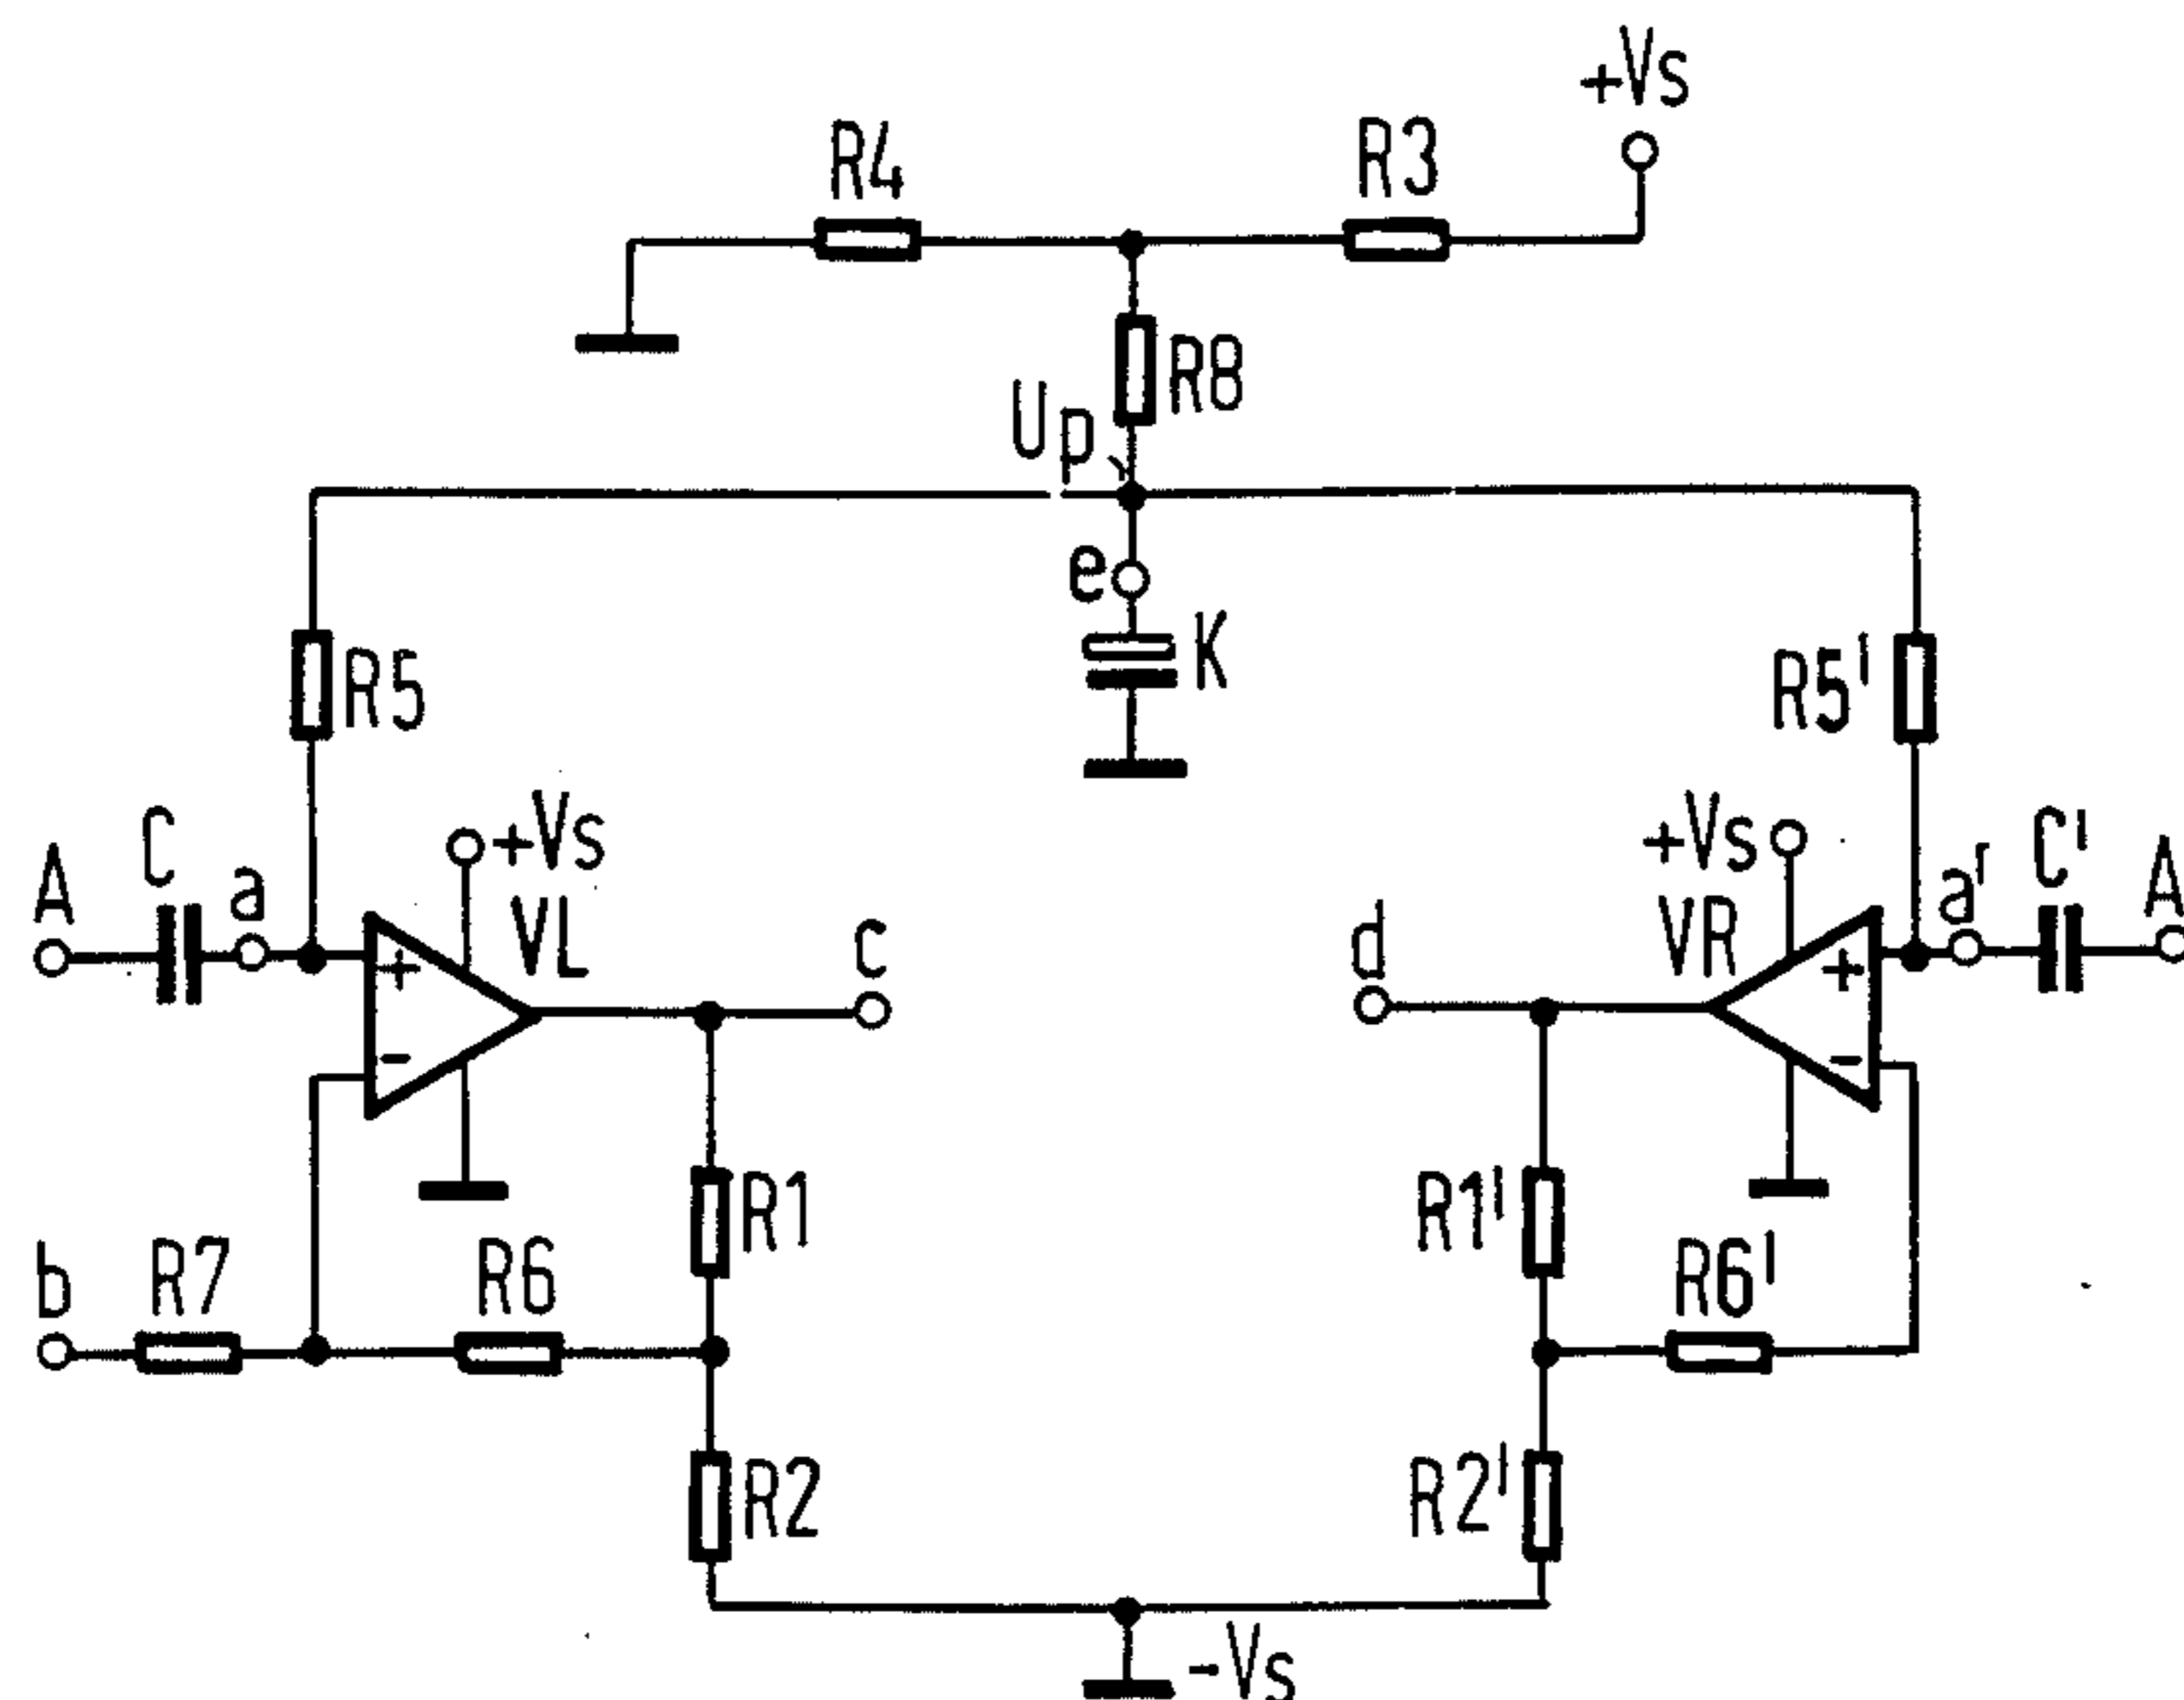 +Vs
R4
R3
R8
Up
e
K
R5
R5'
C
A
a
+Vs
VL
c
+
-
+Vs
VR
d
a'
C'
A
+
-
R1
R1'
b
R7
R6
R6'
R2
R2'
-Vs